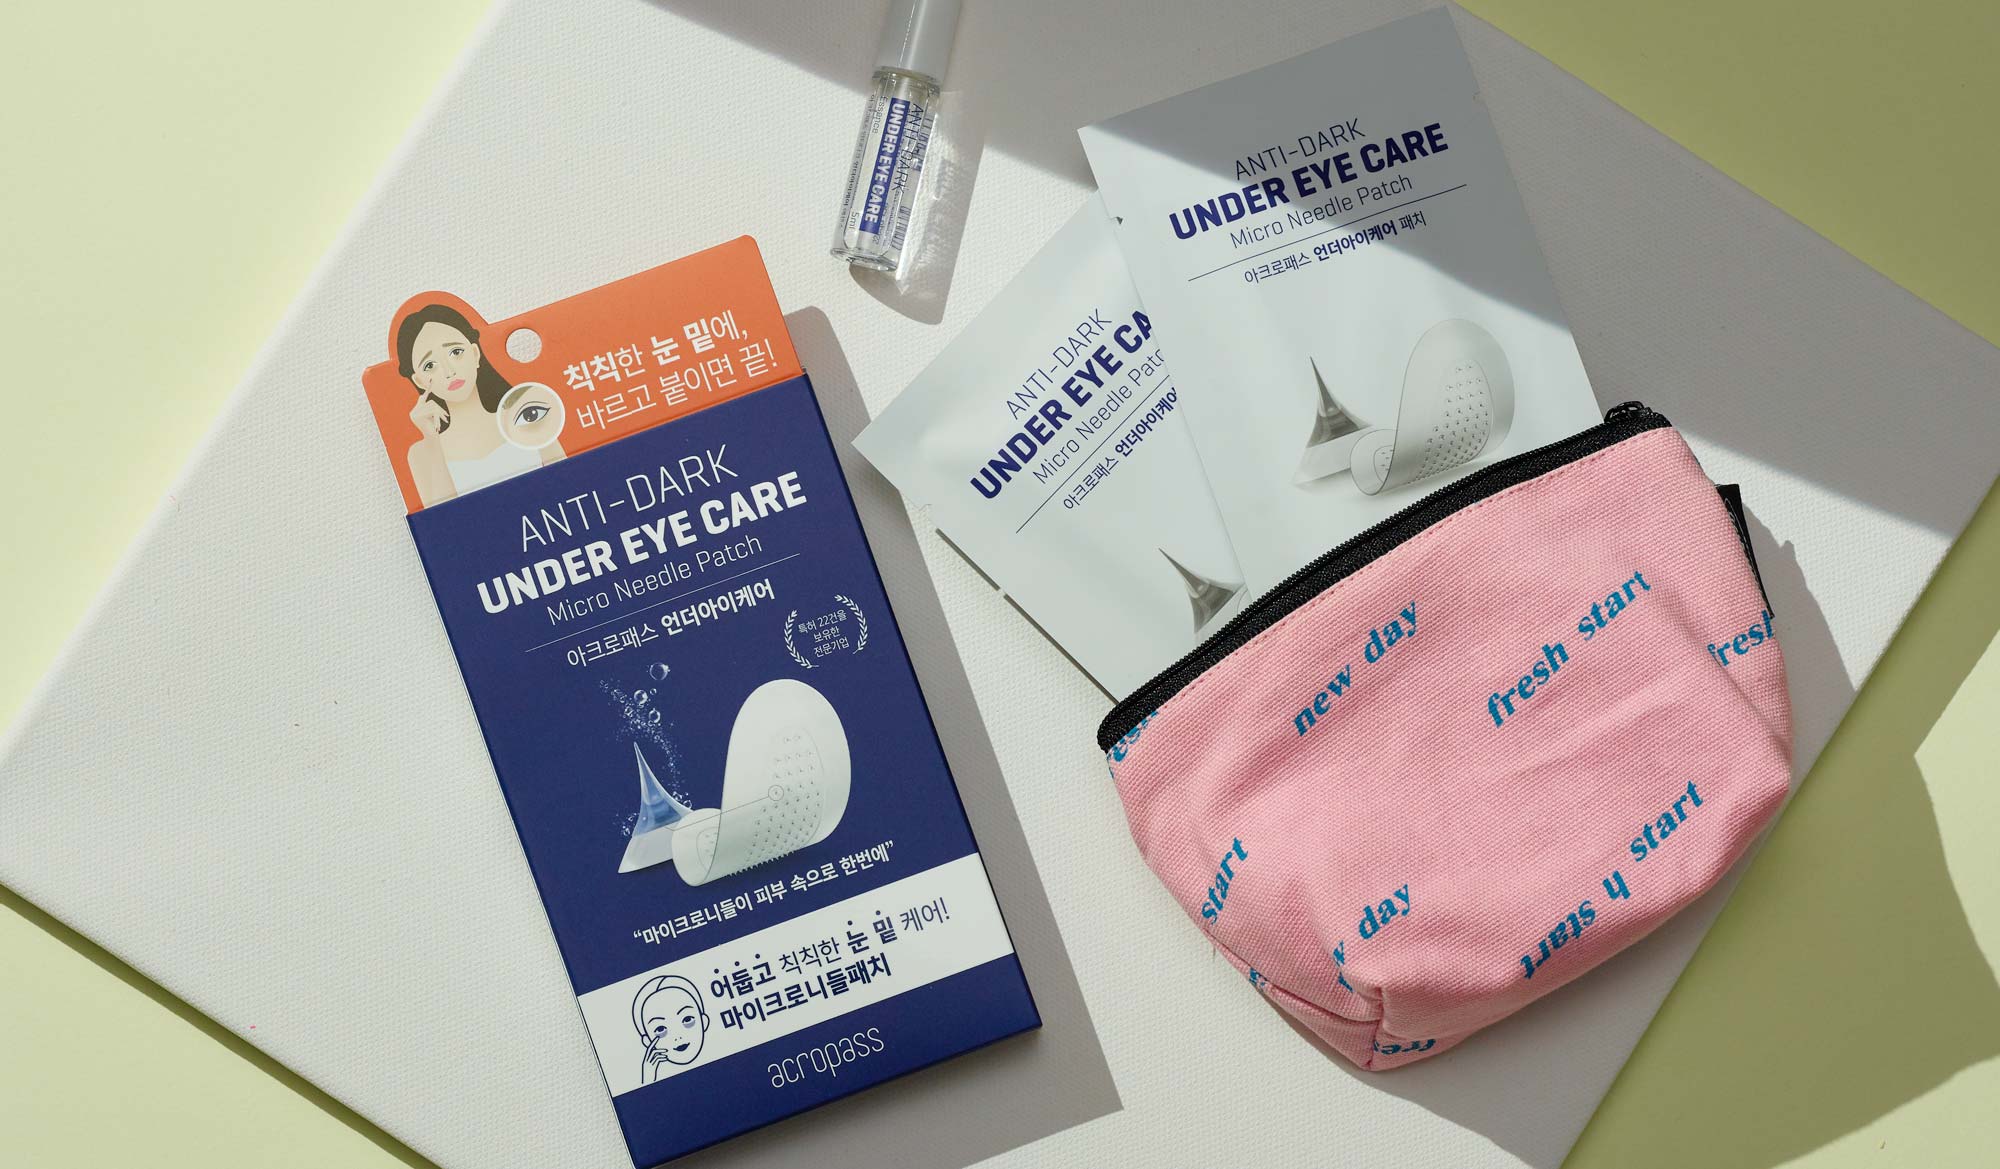 칙칙한 눈 밑에,
바르고 붙이면 끝!
ANTI-DARK
UNDER EYE CARE
Micro Needle Patch
아크로패스 언더아이케어
특허 22건을
보유한
전문기업
“마이크로니들이 피부 속으로 한번에”
어둡고 칙칙한 눈 밑 케어!
마이크로니들패치
acropass
ANTI-DARK
UNDER EYE CARE
Essence
5ml
ANTI-DARK
UNDER EYE CA
Micro Needle Patc
아크로패스 언더아이케어
ANTI-DARK
UNDER EYE CARE
Micro Needle Patch
아크로패스 언더아이케어 패치
new day
fresh start
fresh
start
day
h start
start
fre